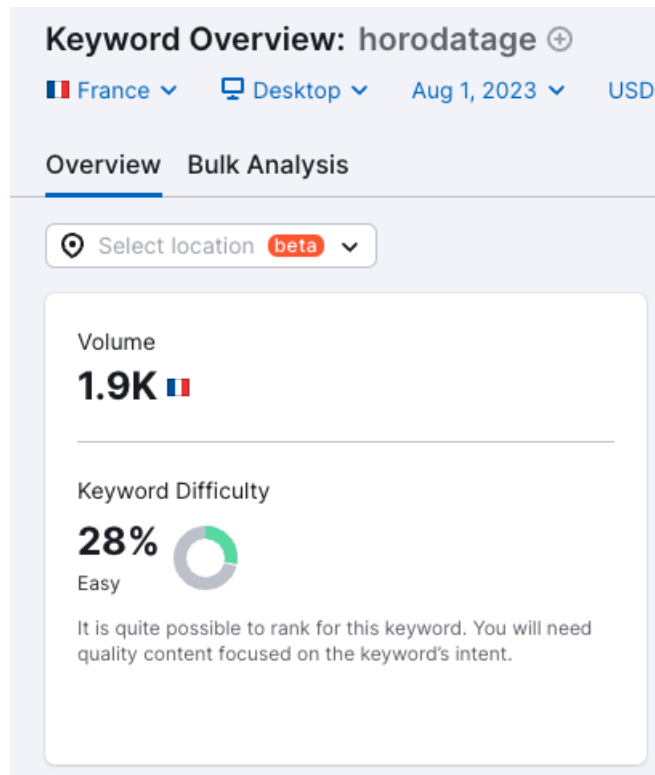 Keyword Overview: horodatage
France Desktop Aug 1, 2023 USD
Overview Bulk Analysis
Select location beta
Volume
1.9K
Keyword Difficulty
28%
Easy
It is quite possible to rank for this keyword. You will need
quality content focused on the keyword's intent.